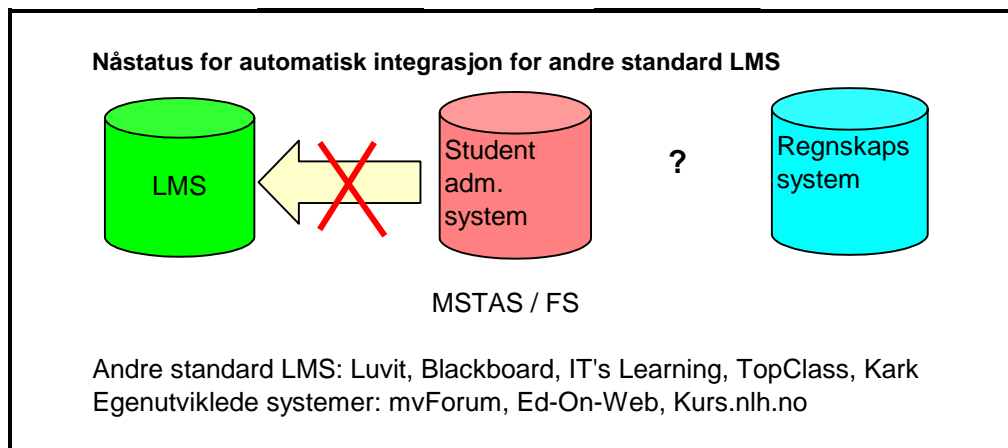 Nåstatus for automatisk integrasjon for andre standard LMS
LMS
Student
adm.
system
?
Regnskaps
system
MSTAS / FS
Andre standard LMS: Luvit, Blackboard, IT's Learning, TopClass, Kark
Egenutviklede systemer: mvForum, Ed-On-Web, Kurs.nlh.no